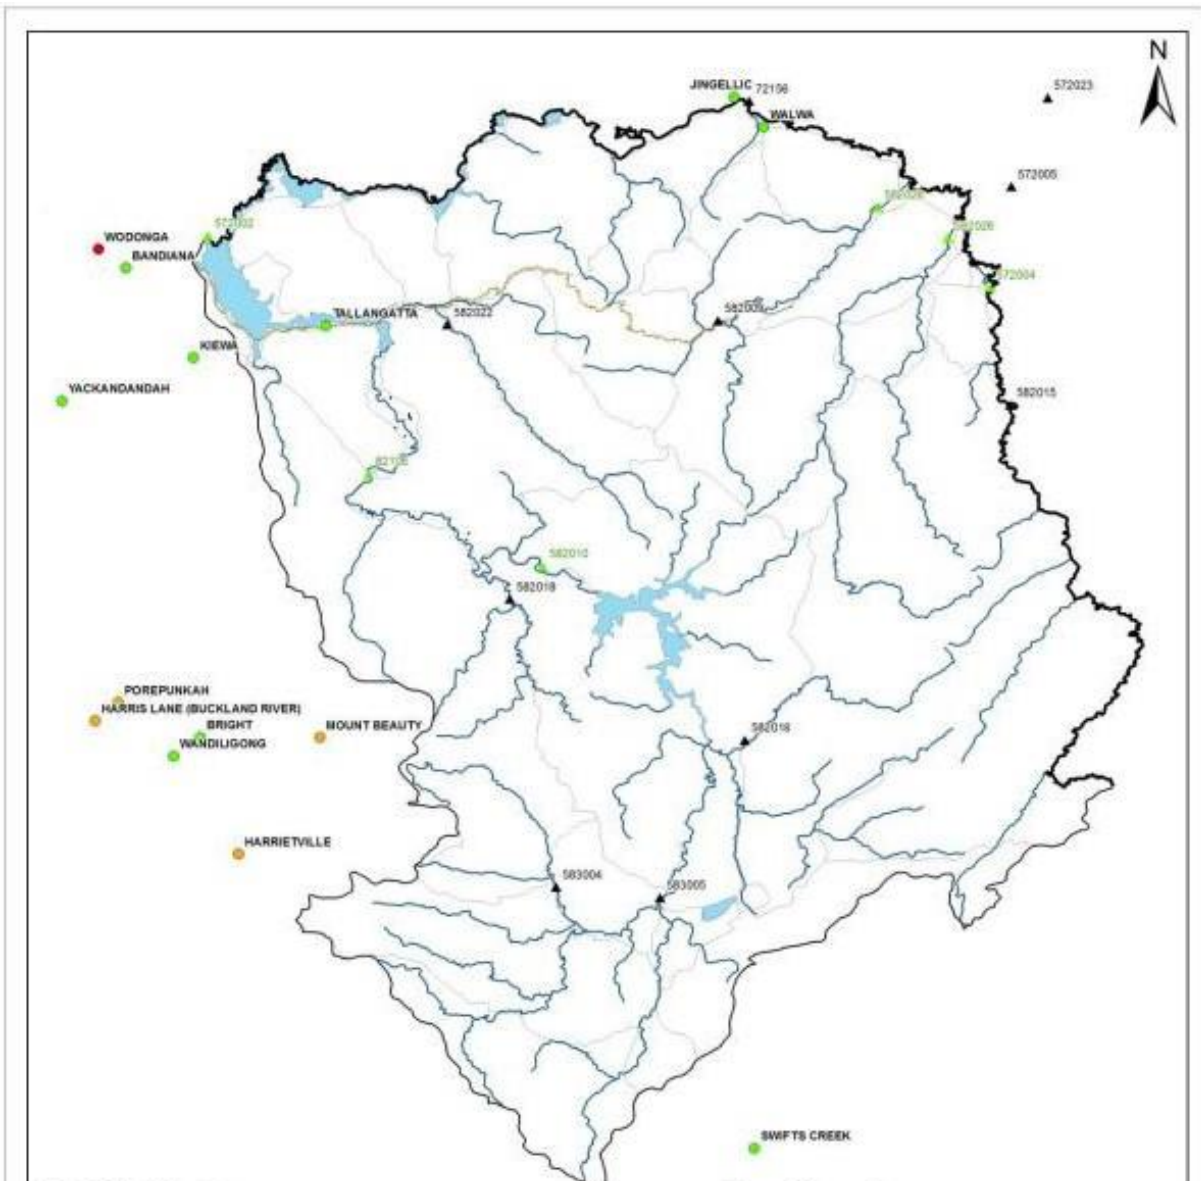 N
JINGELLIC
72156
572023
WALWA
572005
572002
WODONGA
BANDIANA
572004
TALLANGATTA
582022
KIEWA
YACKANDANDAH
582015
582010
582018
POREPUNKAH
HARRIS LANE (BUCKLAND RIVER)
BRIGHT
MOUNT BEAUTY
WANDILIGONG
582016
HARRIETVILLE
583004
583005
SWIFTS CREEK